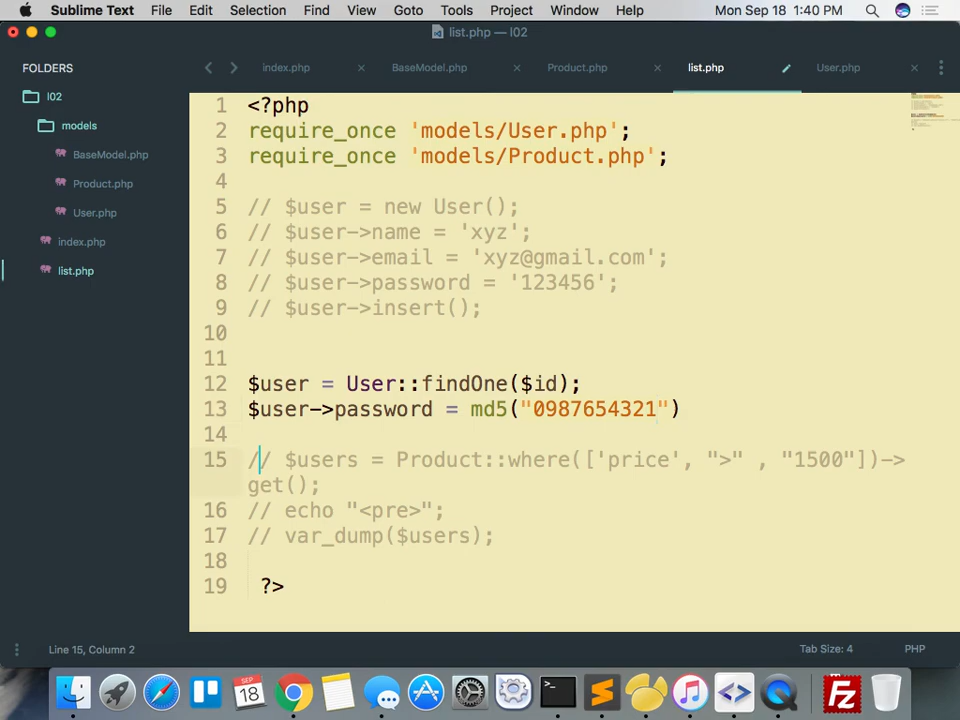 Sublime Text File Edit Selection Find View Goto Tools Project Window Help Mon Sep 18 1:40 PM
list.php — l02
FOLDERS
l02
models
BaseModel.php
Product.php
User.php
index.php
list.php
index.php × BaseModel.php × Product.php × list.php User.php ×
1 <?php
2 require_once 'models/User.php';
3 require_once 'models/Product.php';
4
5 // $user = new User();
6 // $user->name = 'xyz';
7 // $user->email = 'xyz@gmail.com';
8 // $user->password = '123456';
9 // $user->insert();
10
11
12 $user = User::findOne($id);
13 $user->password = md5("0987654321")
14
15 // $users = Product::where(['price', ">" , "1500"])->
get();
16 // echo "<pre>";
17 // var_dump($users);
18
19 ?>
Line 15, Column 2 Tab Size: 4 PHP
SEP
18
Fz